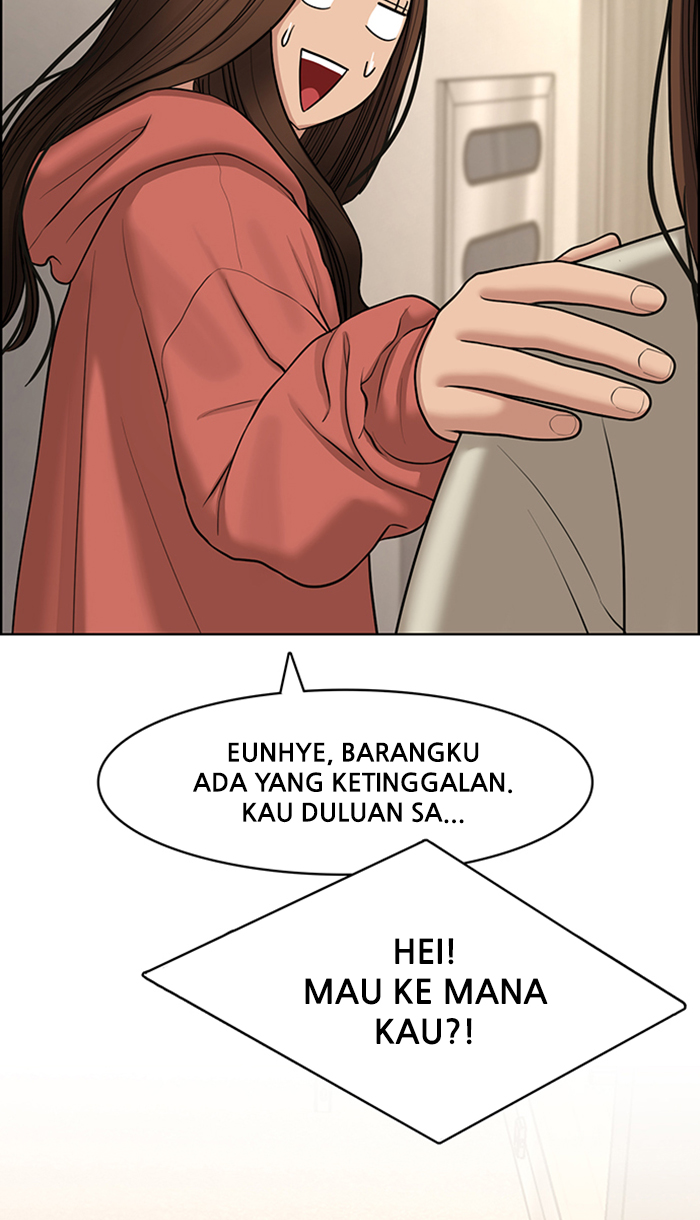 EUNHYE, BARANGKU
ADA YANG KETINGGALAN.
KAU DULUAN SA...
HEI!
MAU KE MANA
KAU?!